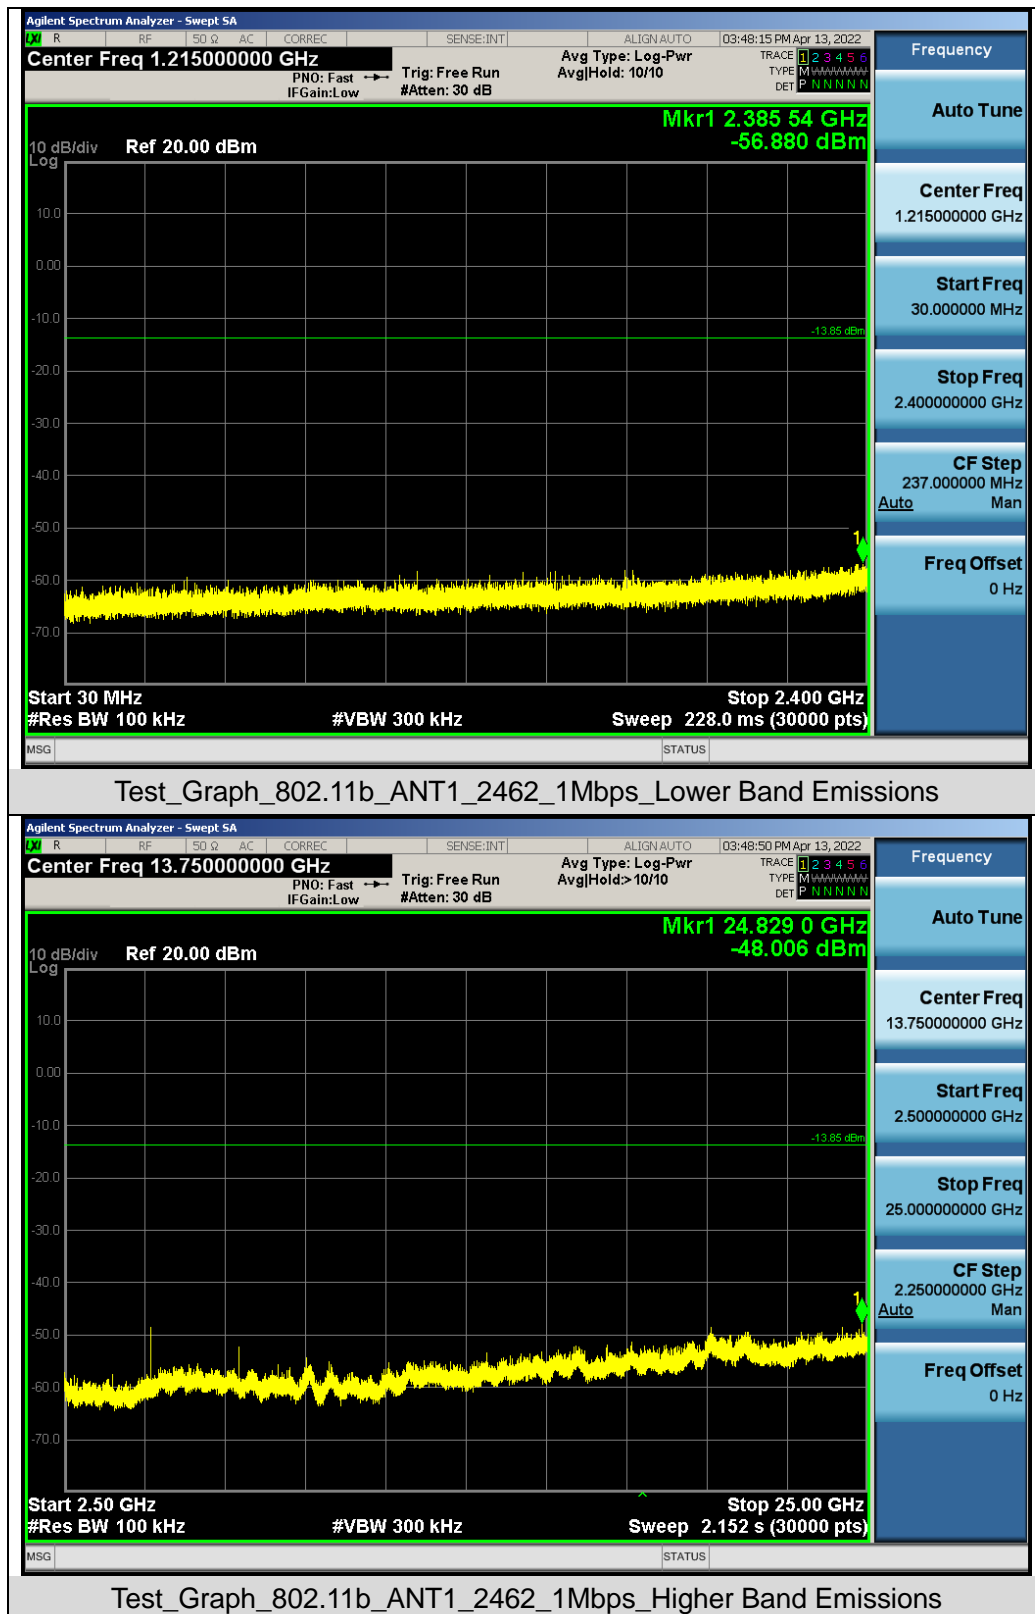 Agilent Spectrum Analyzer - Swept SA
LXI R RF 50 Ω AC CORREC SENSE:INT ALIGN AUTO 03:48:15 PM Apr 13, 2022
Center Freq 1.215000000 GHz
PNO: Fast
IFGain:Low
Trig: Free Run
#Atten: 30 dB
Avg Type: Log-Pwr
Avg|Hold: 10/10
TRACE 1 2 3 4 5 6
TYPE M WWWWW
DET P N N N N N
Mkr1 2.385 54 GHz
-56.880 dBm
10 dB/div Ref 20.00 dBm
Log
10.0
0.00
-10.0
-13.85 dBm
-20.0
-30.0
-40.0
-50.0
1
-60.0
-70.0
Start 30 MHz Stop 2.400 GHz
#Res BW 100 kHz #VBW 300 kHz Sweep 228.0 ms (30000 pts)
MSG STATUS
Frequency
Auto Tune
Center Freq
1.215000000 GHz
Start Freq
30.000000 MHz
Stop Freq
2.400000000 GHz
CF Step
237.000000 MHz
Auto Man
Freq Offset
0 Hz
Test_Graph_802.11b_ANT1_2462_1Mbps_Lower Band Emissions
Agilent Spectrum Analyzer - Swept SA
LXI R RF 50 Ω AC CORREC SENSE:INT ALIGN AUTO 03:48:50 PM Apr 13, 2022
Center Freq 13.750000000 GHz
PNO: Fast
IFGain:Low
Trig: Free Run
#Atten: 30 dB
Avg Type: Log-Pwr
Avg|Hold:>10/10
TRACE 1 2 3 4 5 6
TYPE M WWWWW
DET P N N N N N
Mkr1 24.829 0 GHz
-48.006 dBm
10 dB/div Ref 20.00 dBm
Log
10.0
0.00
-10.0
-13.85 dBm
-20.0
-30.0
-40.0
1
-50.0
-60.0
-70.0
Start 2.50 GHz Stop 25.00 GHz
#Res BW 100 kHz #VBW 300 kHz Sweep 2.152 s (30000 pts)
MSG STATUS
Frequency
Auto Tune
Center Freq
13.750000000 GHz
Start Freq
2.500000000 GHz
Stop Freq
25.000000000 GHz
CF Step
2.250000000 GHz
Auto Man
Freq Offset
0 Hz
Test_Graph_802.11b_ANT1_2462_1Mbps_Higher Band Emissions